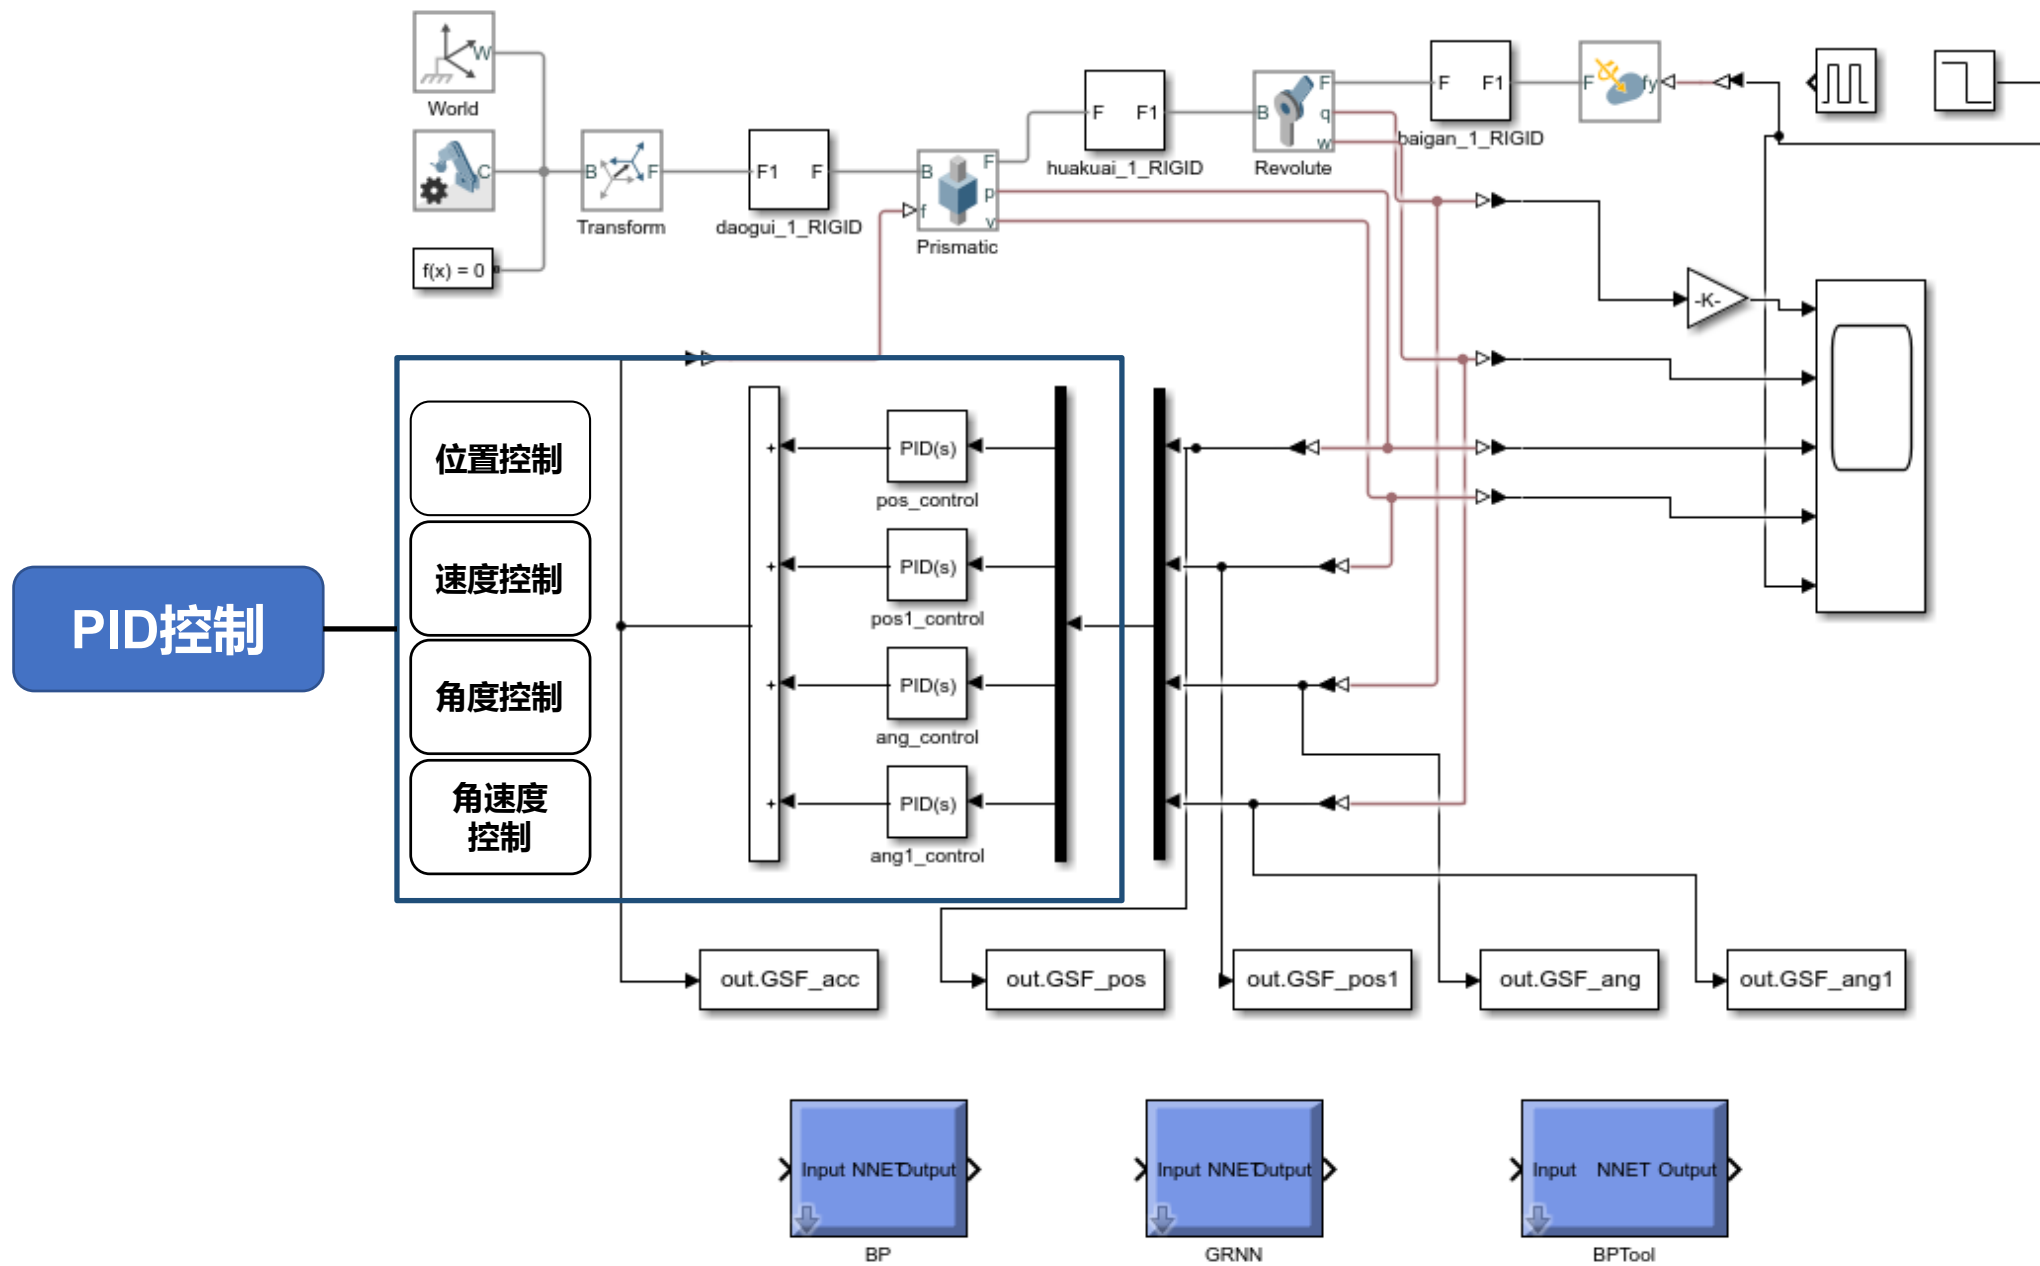 W
World
C
f(x) = 0
B
F
Transform
F1
F
daogui_1_RIGID
B
f
F
p
v
Prismatic
F
F1
huakuai_1_RIGID
B
F
q
w
Revolute
F
F1
baigan_1_RIGID
F
fy
-K-
PID控制
位置控制
速度控制
角度控制
角速度
控制
+
PID(s)
pos_control
+
PID(s)
pos1_control
+
PID(s)
ang_control
+
PID(s)
ang1_control
out.GSF_acc
out.GSF_pos
out.GSF_pos1
out.GSF_ang
out.GSF_ang1
Input NNET Output
BP
Input NNET Output
GRNN
Input NNET Output
BPTool